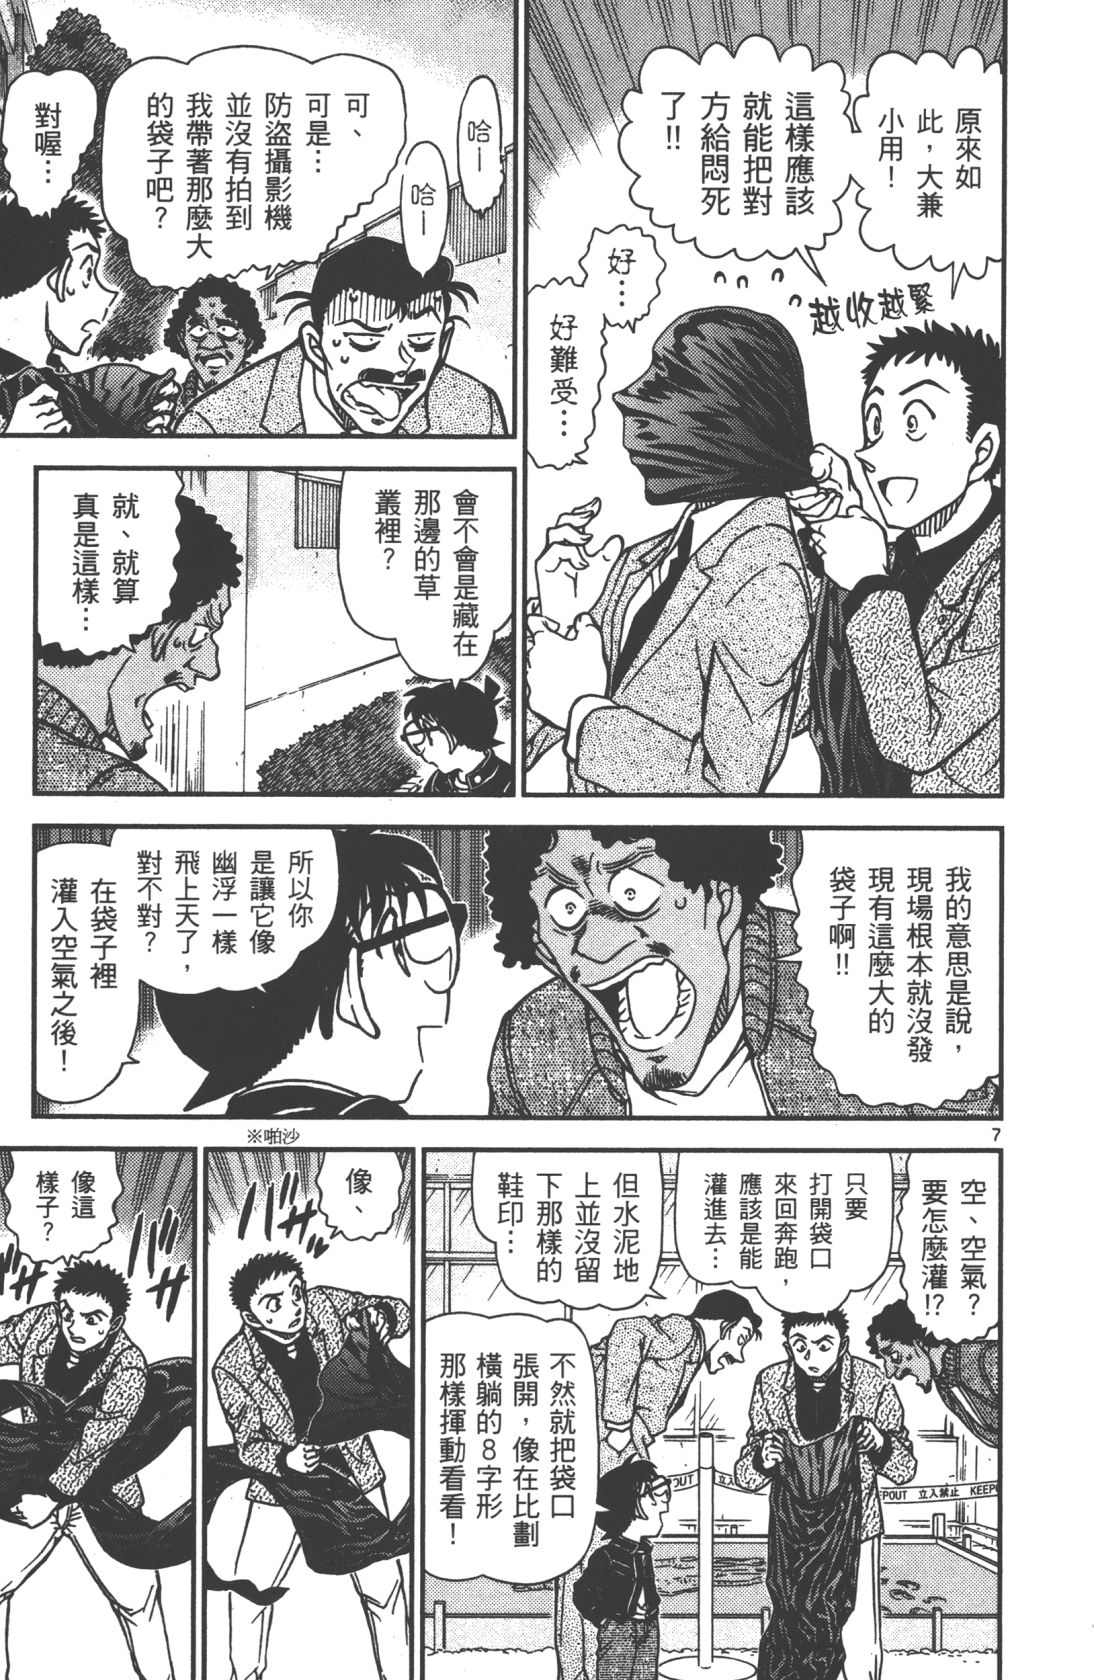 原來如
此，大兼
小用！
這樣應該
就能把對
方給悶死
了!!
越收越緊
好…
好難受…
哈—
哈—
可、
可是…
防盜攝影機
並沒有拍到
我帶著那麼大
的袋子吧？
對喔…
會不會是藏在
那邊的草
叢裡？
就、就算
真是這樣…
我的意思是說，
現場根本就沒發
現有這麼大的
袋子啊!!
所以你
是讓它像
幽浮一樣
飛上天了，
對不對？
在袋子裡
灌入空氣之後！
7
空、空氣？
要怎麼灌!?
只要
打開袋口
來回奔跑，
應該是能
灌進去…
但水泥地
上並沒有留
下那樣的
鞋印…
不然就把袋口
張開，像在比劃
橫躺的8字形
那樣揮動看看！
EPOUT 立入禁
EEPOUT 立入禁止 KEEPO
※啪沙
像、
像這
樣子？